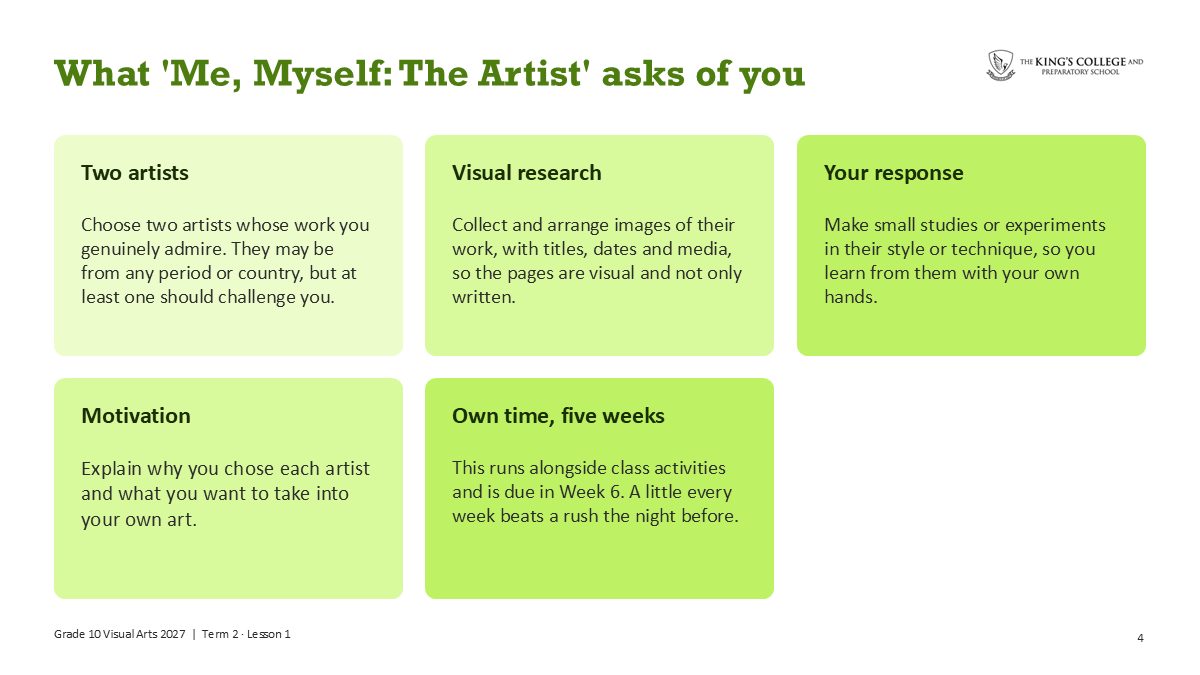 What 'Me, Myself: The Artist' asks of you
THE KING'S COLLEGE AND
PREPARATORY SCHOOL
Two artists
Choose two artists whose work you
genuinely admire. They may be
from any period or country, but at
least one should challenge you.
Visual research
Collect and arrange images of their
work, with titles, dates and media,
so the pages are visual and not only
written.
Your response
Make small studies or experiments
in their style or technique, so you
learn from them with your own
hands.
Motivation
Explain why you chose each artist
and what you want to take into
your own art.
Own time, five weeks
This runs alongside class activities
and is due in Week 6. A little every
week beats a rush the night before.
Grade 10 Visual Arts 2027 | Term 2 · Lesson 1
4